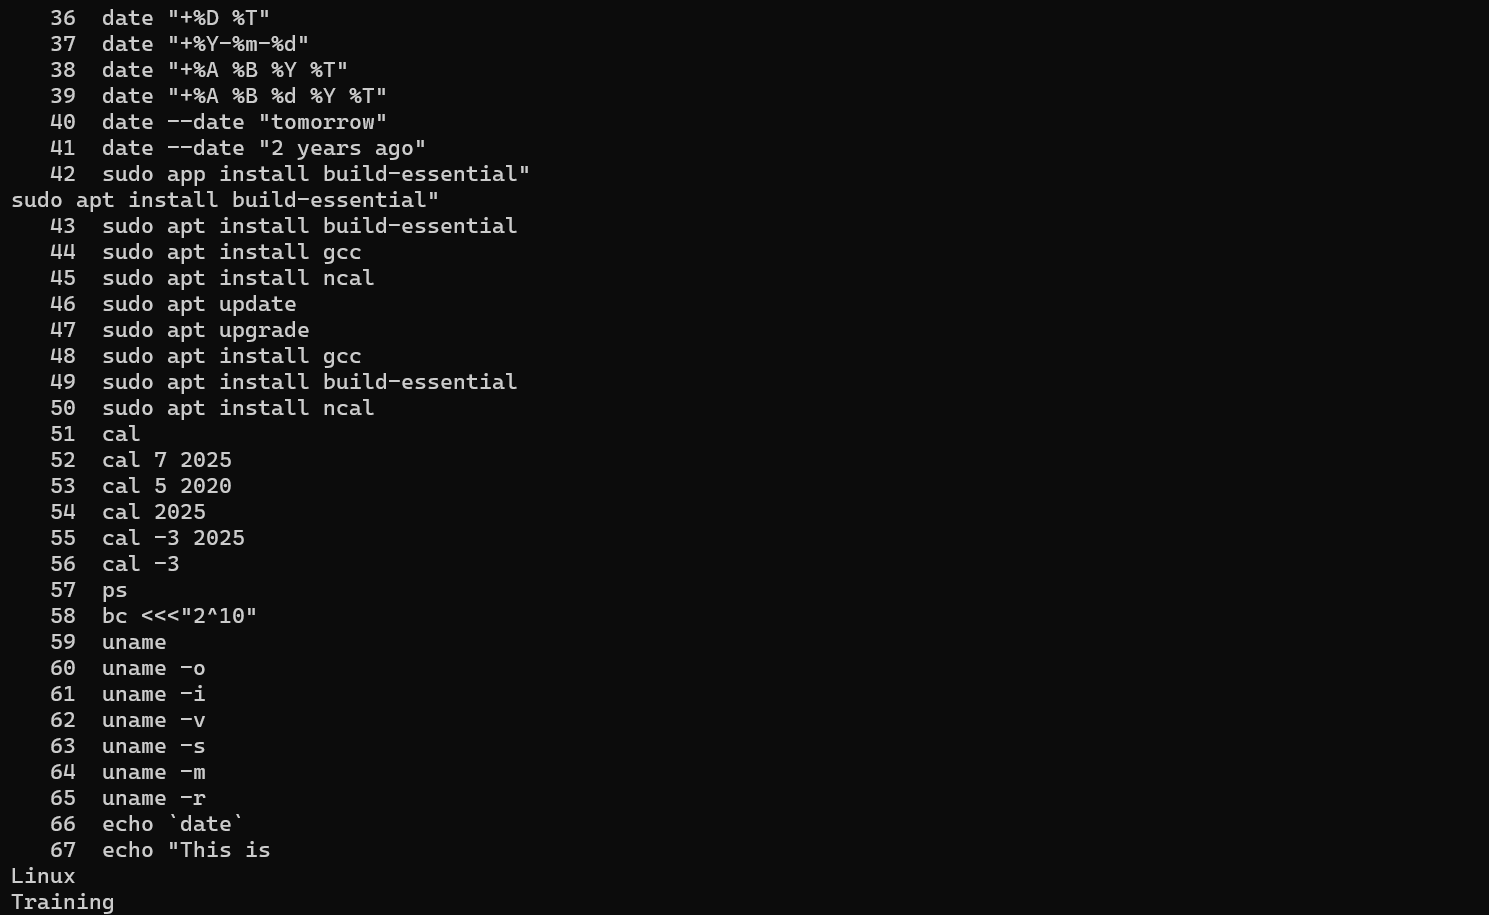 36  date "+%D %T"
37  date "+%Y-%m-%d"
38  date "+%A %B %Y %T"
39  date "+%A %B %d %Y %T"
40  date --date "tomorrow"
41  date --date "2 years ago"
42  sudo app install build-essential"
sudo apt install build-essential"
43  sudo apt install build-essential
44  sudo apt install gcc
45  sudo apt install ncal
46  sudo apt update
47  sudo apt upgrade
48  sudo apt install gcc
49  sudo apt install build-essential
50  sudo apt install ncal
51  cal
52  cal 7 2025
53  cal 5 2020
54  cal 2025
55  cal -3 2025
56  cal -3
57  ps
58  bc <<<"2^10"
59  uname
60  uname -o
61  uname -i
62  uname -v
63  uname -s
64  uname -m
65  uname -r
66  echo `date`
67  echo "This is
Linux
Training